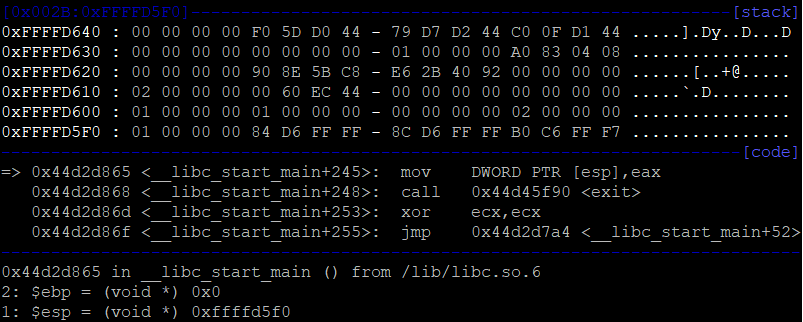 [0x002B:0xFFFFD5F0]------------------------------------------------------[stack]
0xFFFFD640 : 00 00 00 00 F0 5D D0 44 - 79 D7 D2 44 C0 0F D1 44 .....].Dy..D...D
0xFFFFD630 : 00 00 00 00 00 00 00 00 - 01 00 00 00 A0 83 04 08 ................
0xFFFFD620 : 00 00 00 00 90 8E 5B C8 - E6 2B 40 92 00 00 00 00 ......[..+@.....
0xFFFFD610 : 02 00 00 00 00 60 EC 44 - 00 00 00 00 00 00 00 00 .....`.D........
0xFFFFD600 : 01 00 00 00 01 00 00 00 - 00 00 00 00 02 00 00 00 ................
0xFFFFD5F0 : 01 00 00 00 84 D6 FF FF - 8C D6 FF FF B0 C6 FF F7 ................
--------------------------------------------------------------------------[code]
=> 0x44d2d865 <__libc_start_main+245>: mov DWORD PTR [esp],eax
0x44d2d868 <__libc_start_main+248>: call 0x44d45f90 <exit>
0x44d2d86d <__libc_start_main+253>: xor ecx,ecx
0x44d2d86f <__libc_start_main+255>: jmp 0x44d2d7a4 <__libc_start_main+52>
--------------------------------------------------------------------------------
0x44d2d865 in __libc_start_main () from /lib/libc.so.6
2: $ebp = (void *) 0x0
1: $esp = (void *) 0xffffd5f0